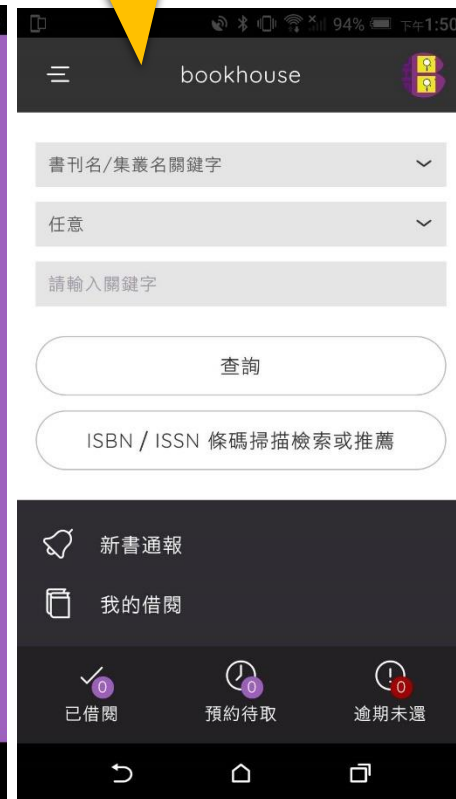 94% 下午1:50
bookhouse
書刊名/集叢名關鍵字
任意
請輸入關鍵字
查詢
ISBN / ISSN 條碼掃描檢索或推薦
新書通報
我的借閱
0 0 0
已借閱 預約待取 逾期未還